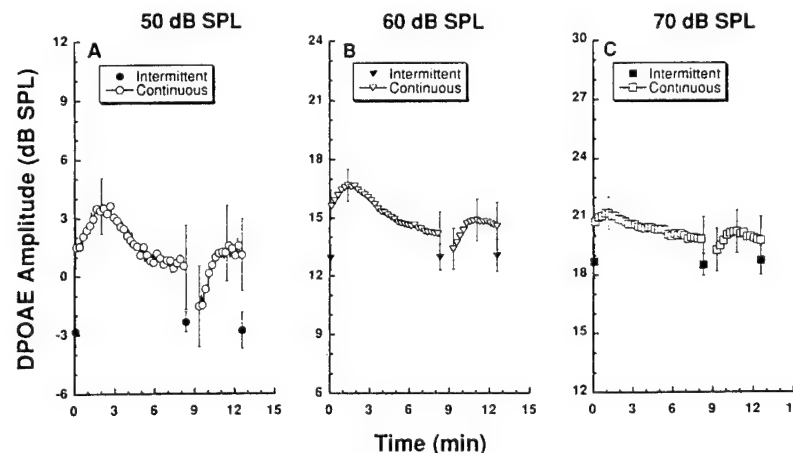 50 dB SPL
60 dB SPL
70 dB SPL
DPOAE Amplitude (dB SPL)
A
Intermittent
Continuous
12
9
6
3
0
-3
-6
0 3 6 9 12 15
B
Intermittent
Continuous
24
21
18
15
12
9
6
0 3 6 9 12 15
C
Intermittent
Continuous
30
27
24
21
18
15
12
0 3 6 9 12 15
Time (min)